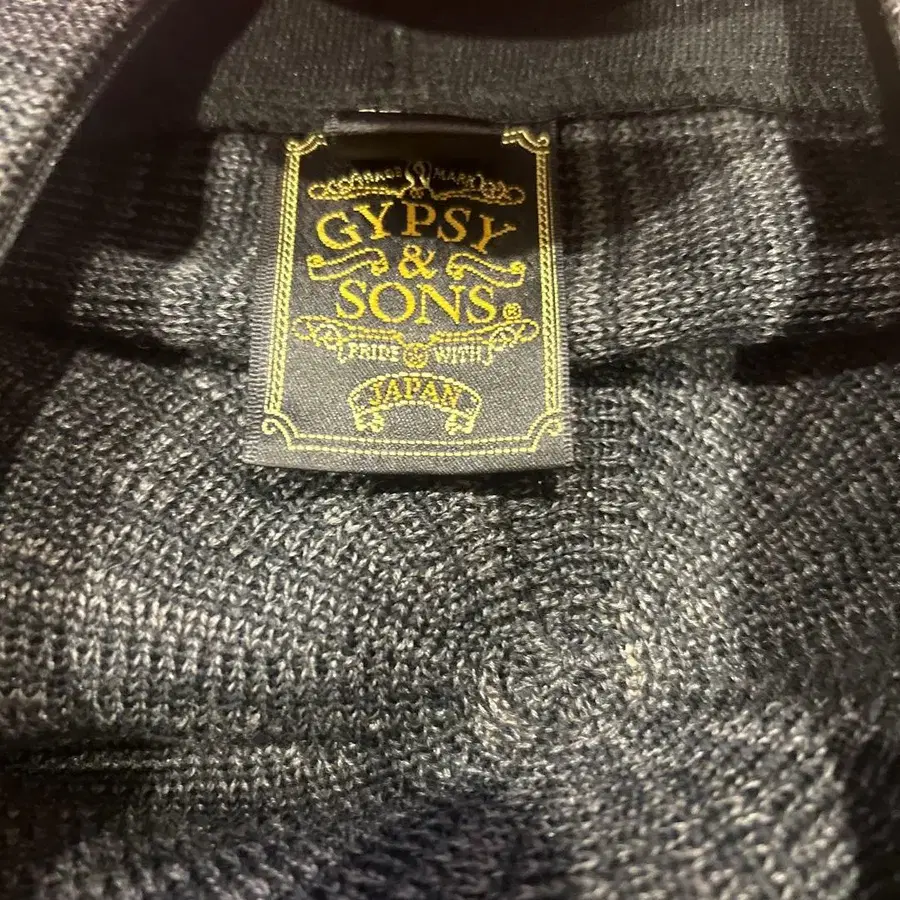 TRADE MARK
GYPSY
&
SONS®
PRIDE WITH
JAPAN